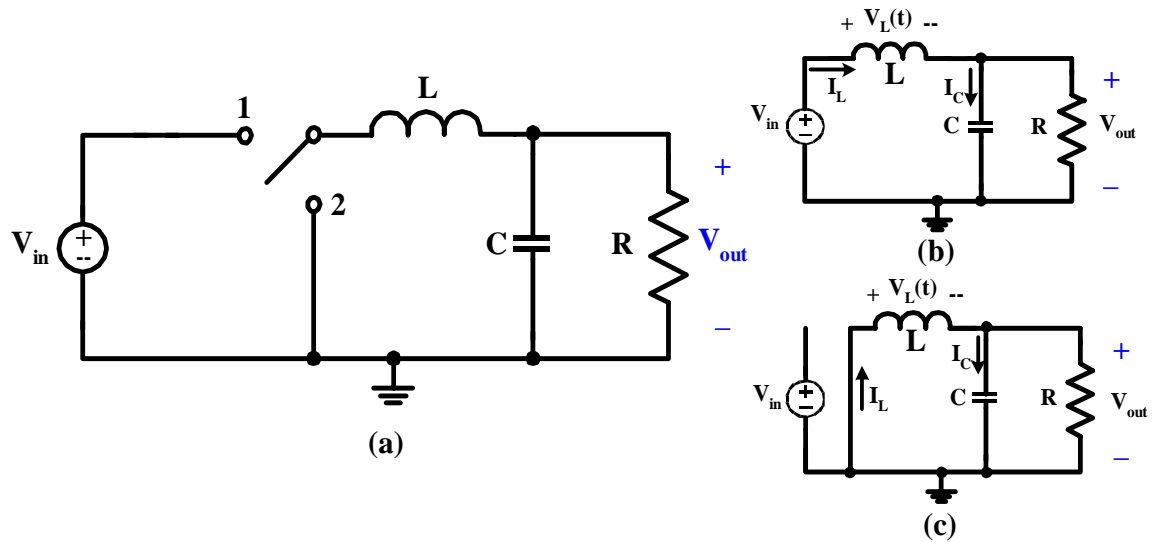 1
L
2
V_in
+
--
C
R
+
V_out
–
(a)
+ V_L(t) --
L
I_L
I_C
V_in
+
–
C
R
+
V_out
–
(b)
+ V_L(t) --
L
I_C
V_in
+
–
I_L
C
R
+
V_out
–
(c)